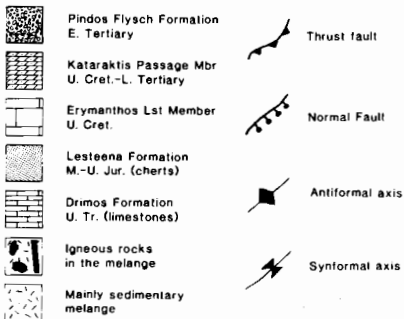 Pindos Flysch Formation
E. Tertiary
Kataraktis Passage Mbr
U. Cret.-L. Tertiary
Erymanthos Lst Member
U. Cret.
Lesteena Formation
M.-U. Jur. (cherts)
Drimos Formation
U. Tr. (limestones)
Igneous rocks
in the melange
Mainly sedimentary
melange
Thrust fault
Normal Fault
Antiformal axis
Synformal axis